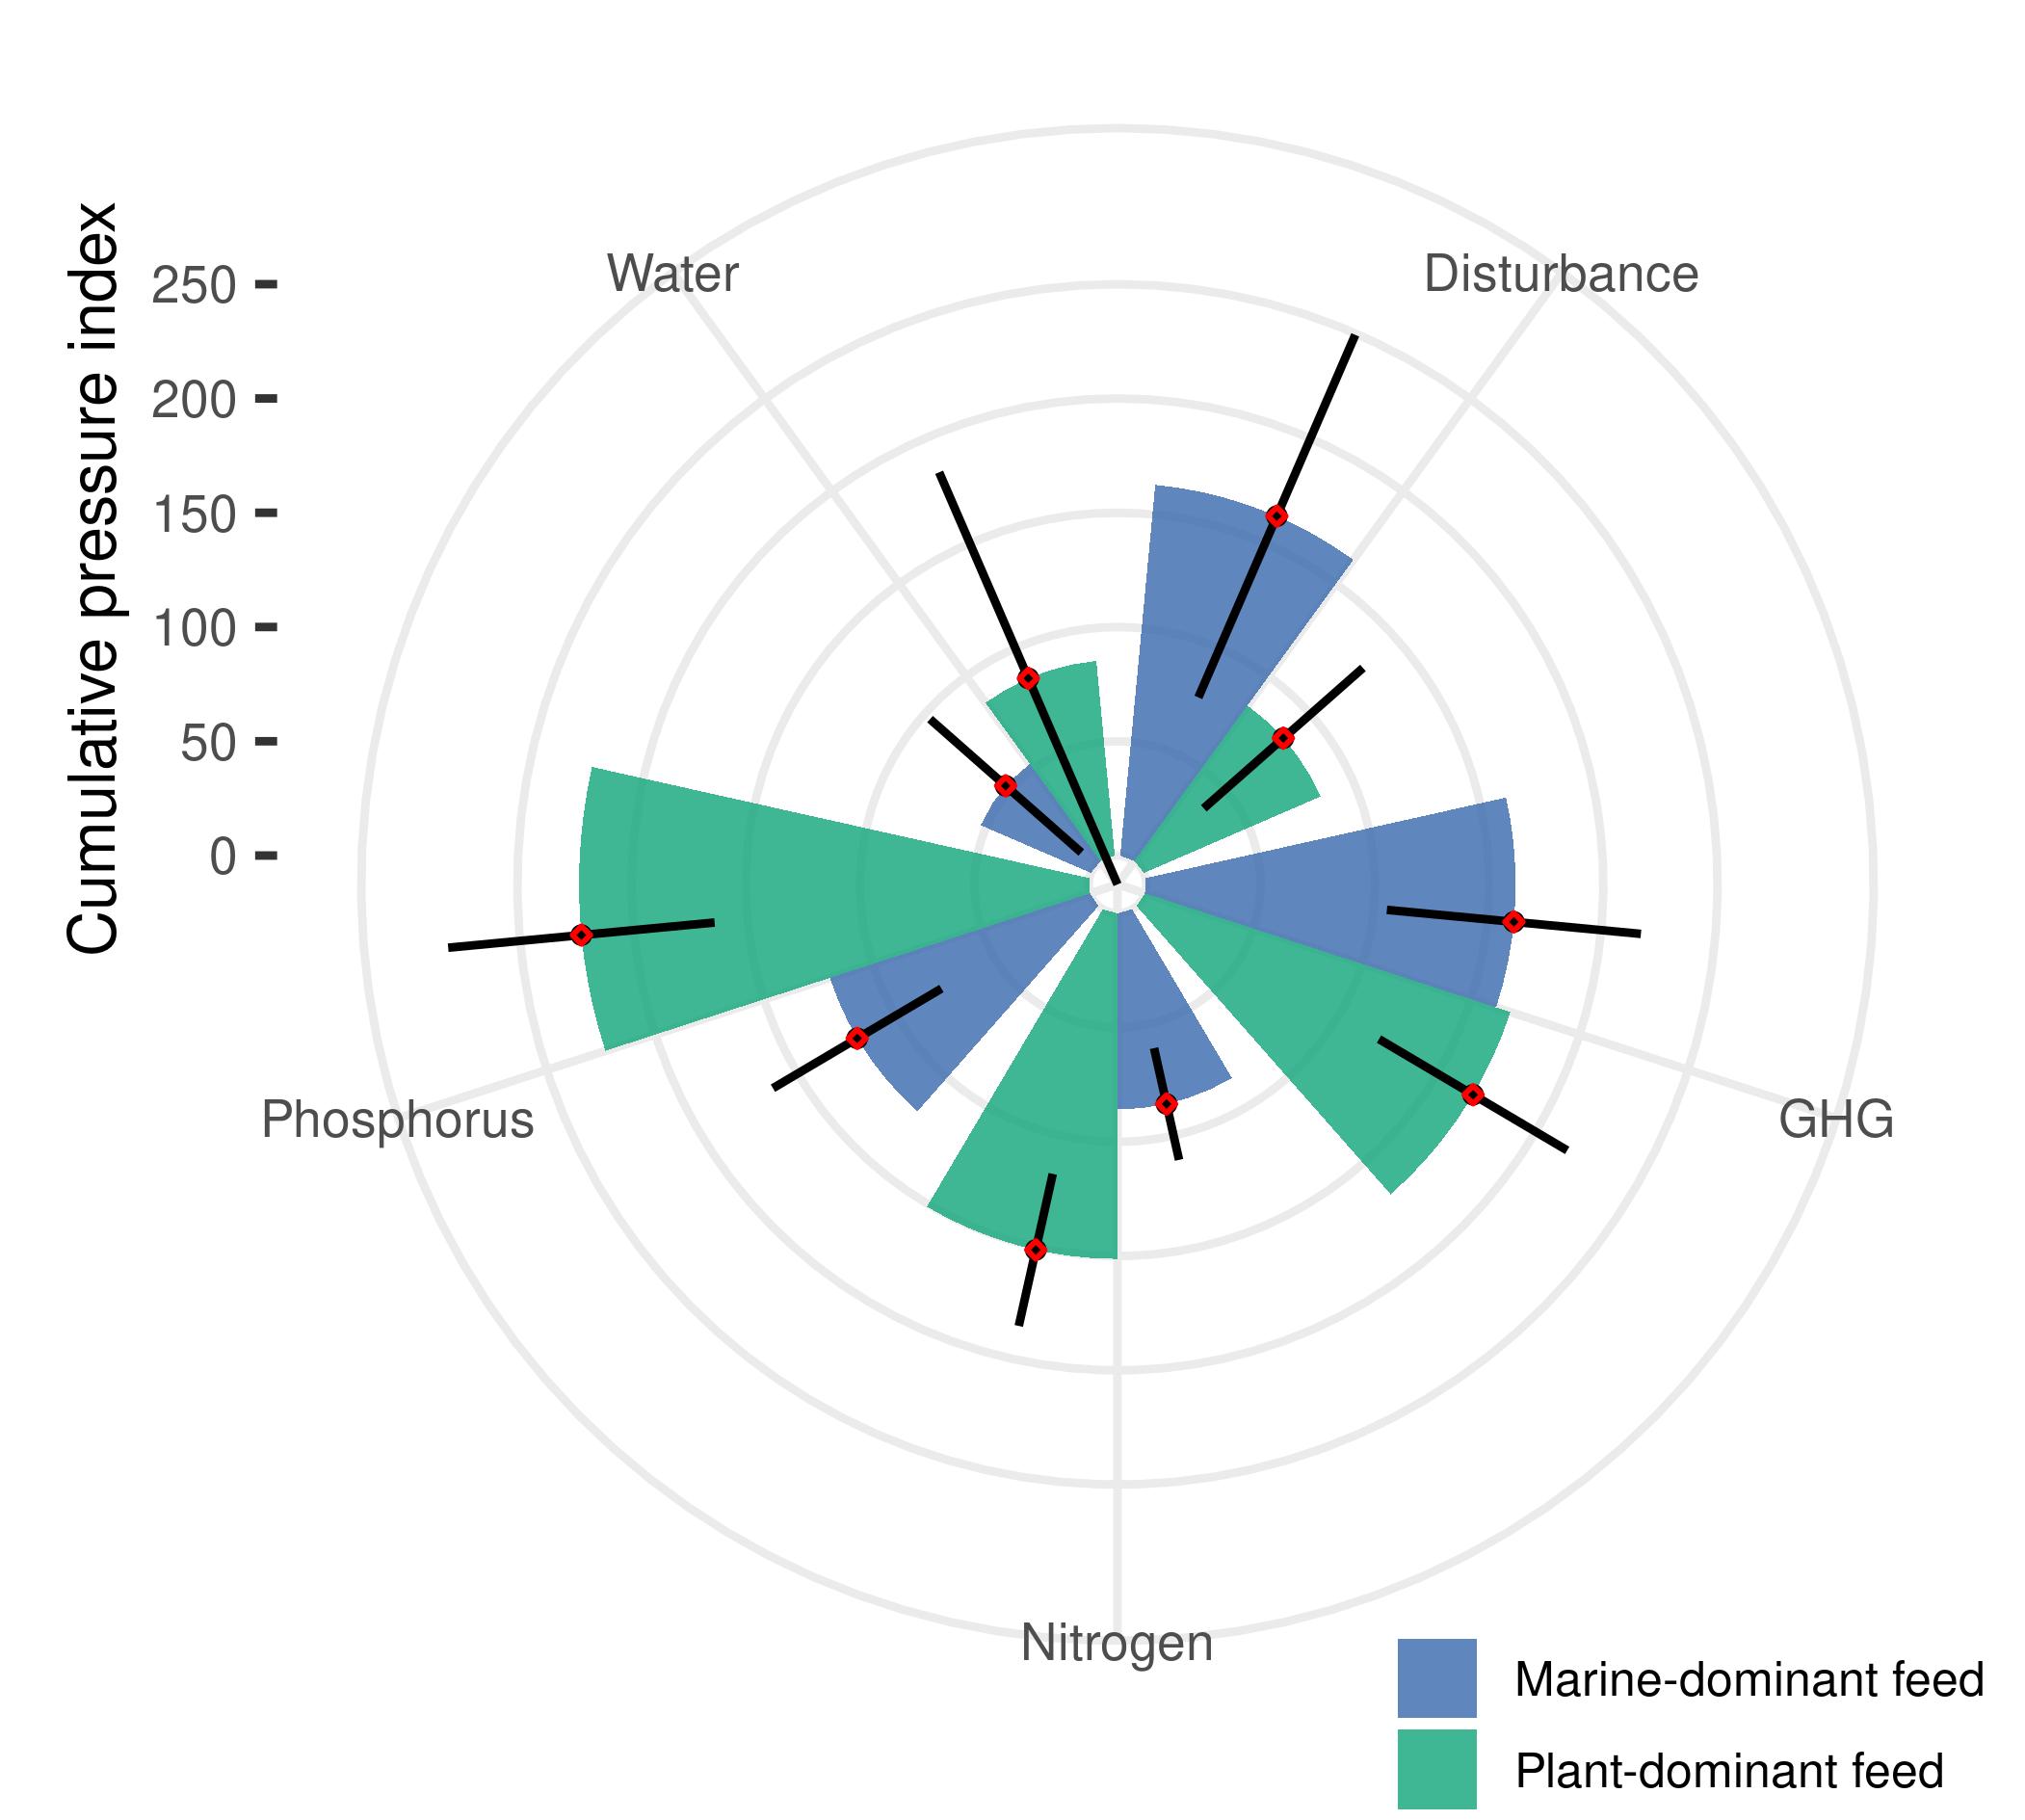 Cumulative pressure index
250
200
150
100
50
0
Water
Disturbance
Phosphorus
GHG
Nitrogen
Marine-dominant feed
Plant-dominant feed